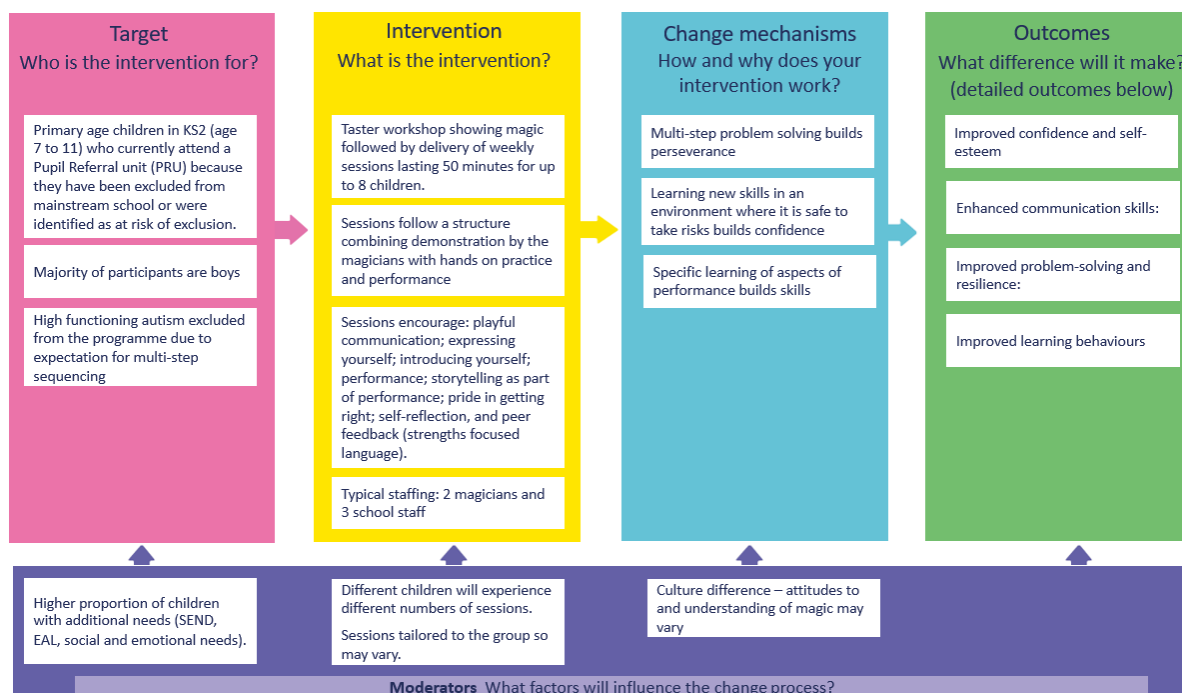 Target
Who is the intervention for?
Primary age children in KS2 (age
7 to 11) who currently attend a
Pupil Referral unit (PRU) because
they have been excluded from
mainstream school or were
identified as at risk of exclusion.
Majority of participants are boys
High functioning autism excluded
from the programme due to
expectation for multi-step
sequencing
Intervention
What is the intervention?
Taster workshop showing magic
followed by delivery of weekly
sessions lasting 50 minutes for up
to 8 children.
Sessions follow a structure
combining demonstration by the
magicians with hands on practice
and performance
Sessions encourage: playful
communication; expressing
yourself; introducing yourself;
performance; storytelling as part
of performance; pride in getting
right; self-reflection, and peer
feedback (strengths focused
language).
Typical staffing: 2 magicians and
3 school staff
Change mechanisms
How and why does your
intervention work?
Multi-step problem solving builds
perseverance
Learning new skills in an
environment where it is safe to
take risks builds confidence
Specific learning of aspects of
performance builds skills
Outcomes
What difference will it make?
(detailed outcomes below)
Improved confidence and self-
esteem
Enhanced communication skills:
Improved problem-solving and
resilience:
Improved learning behaviours
Higher proportion of children
with additional needs (SEND,
EAL, social and emotional needs).
Different children will experience
different numbers of sessions.
Sessions tailored to the group so
may vary.
Culture difference – attitudes to
and understanding of magic may
vary
Moderators What factors will influence the change process?